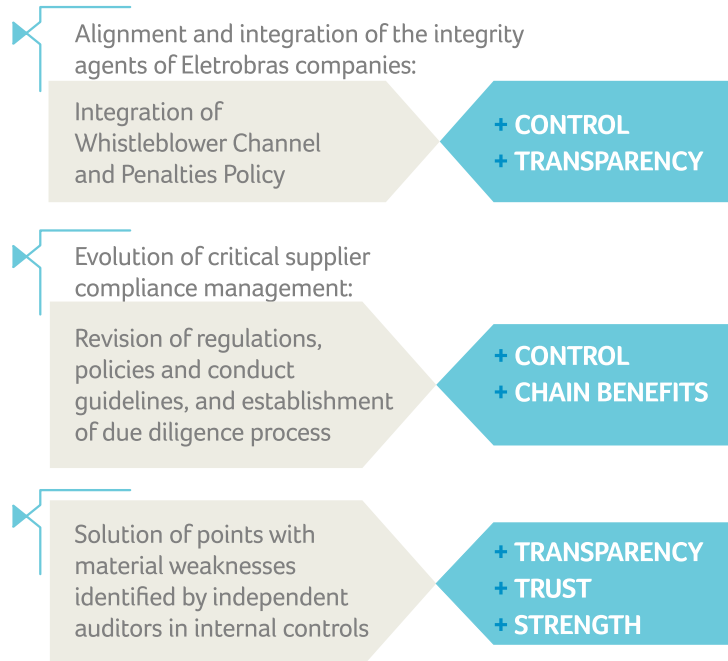 Alignment and integration of the integrity
agents of Eletrobras companies:
Integration of
Whistleblower Channel
and Penalties Policy
+ CONTROL
+ TRANSPARENCY
Evolution of critical supplier
compliance management:
Revision of regulations,
policies and conduct
guidelines, and establishment
of due diligence process
+ CONTROL
+ CHAIN BENEFITS
Solution of points with
material weaknesses
identified by independent
auditors in internal controls
+ TRANSPARENCY
+ TRUST
+ STRENGTH